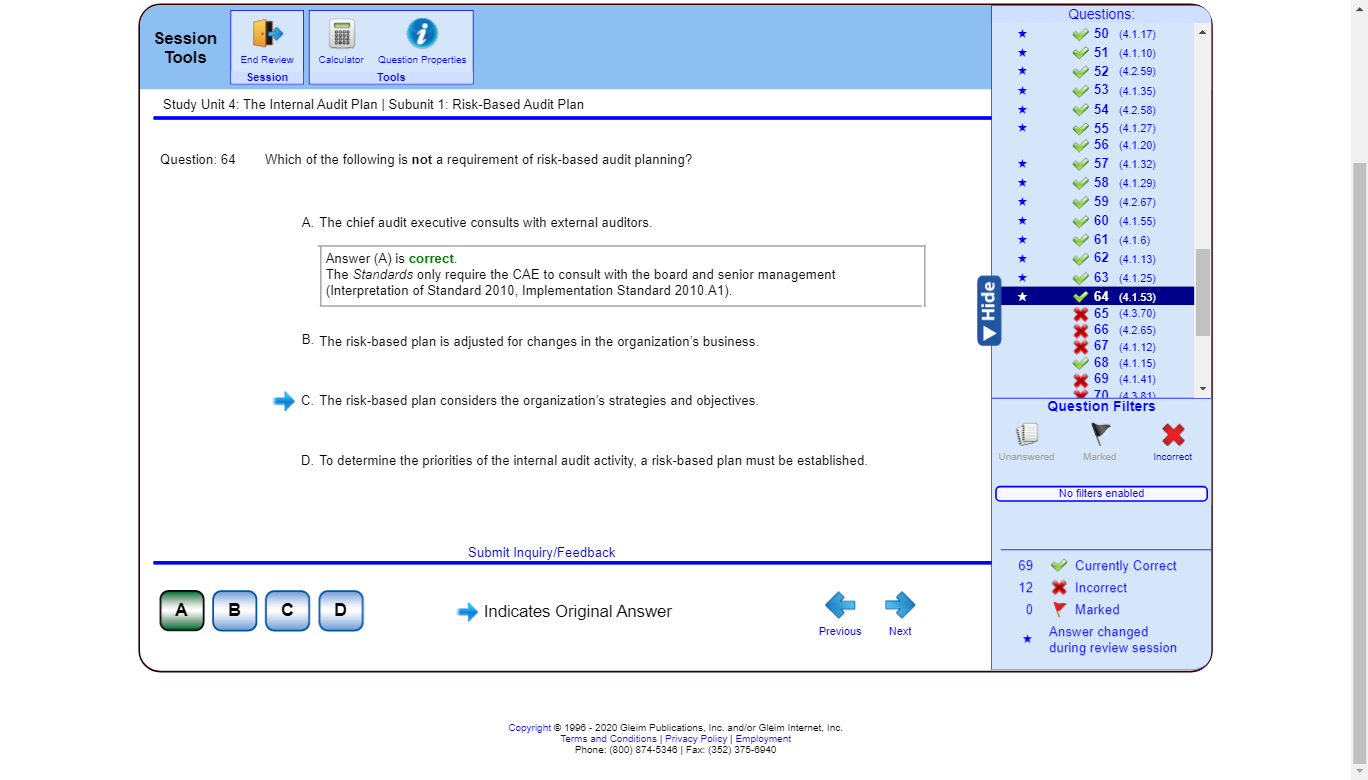 Session
Tools
End Review
Session
Calculator
Question Properties
Tools
Study Unit 4: The Internal Audit Plan | Subunit 1: Risk-Based Audit Plan
Question: 64
Which of the following is not a requirement of risk-based audit planning?
A. The chief audit executive consults with external auditors.
Answer (A) is correct.
The Standards only require the CAE to consult with the board and senior management
(Interpretation of Standard 2010, Implementation Standard 2010.A1).
B. The risk-based plan is adjusted for changes in the organization's business.
C. The risk-based plan considers the organization's strategies and objectives.
D. To determine the priorities of the internal audit activity, a risk-based plan must be established.
Submit Inquiry/Feedback
A
B
C
D
Indicates Original Answer
Previous
Next
Hide
Questions:
50 (4.1.17)
51 (4.1.10)
52 (4.2.59)
53 (4.1.35)
54 (4.2.58)
55 (4.1.27)
56 (4.1.20)
57 (4.1.32)
58 (4.1.29)
59 (4.2.67)
60 (4.1.55)
61 (4.1.6)
62 (4.1.13)
63 (4.1.25)
64 (4.1.53)
65 (4.3.70)
66 (4.2.65)
67 (4.1.12)
68 (4.1.15)
69 (4.1.41)
70 (4.3.81)
Question Filters
Unanswered
Marked
Incorrect
No filters enabled
69 Currently Correct
12 Incorrect
0 Marked
Answer changed
during review session
Copyright © 1996 - 2020 Gleim Publications, Inc. and/or Gleim Internet, Inc.
Terms and Conditions | Privacy Policy | Employment
Phone: (800) 874-5346 | Fax: (352) 375-6940